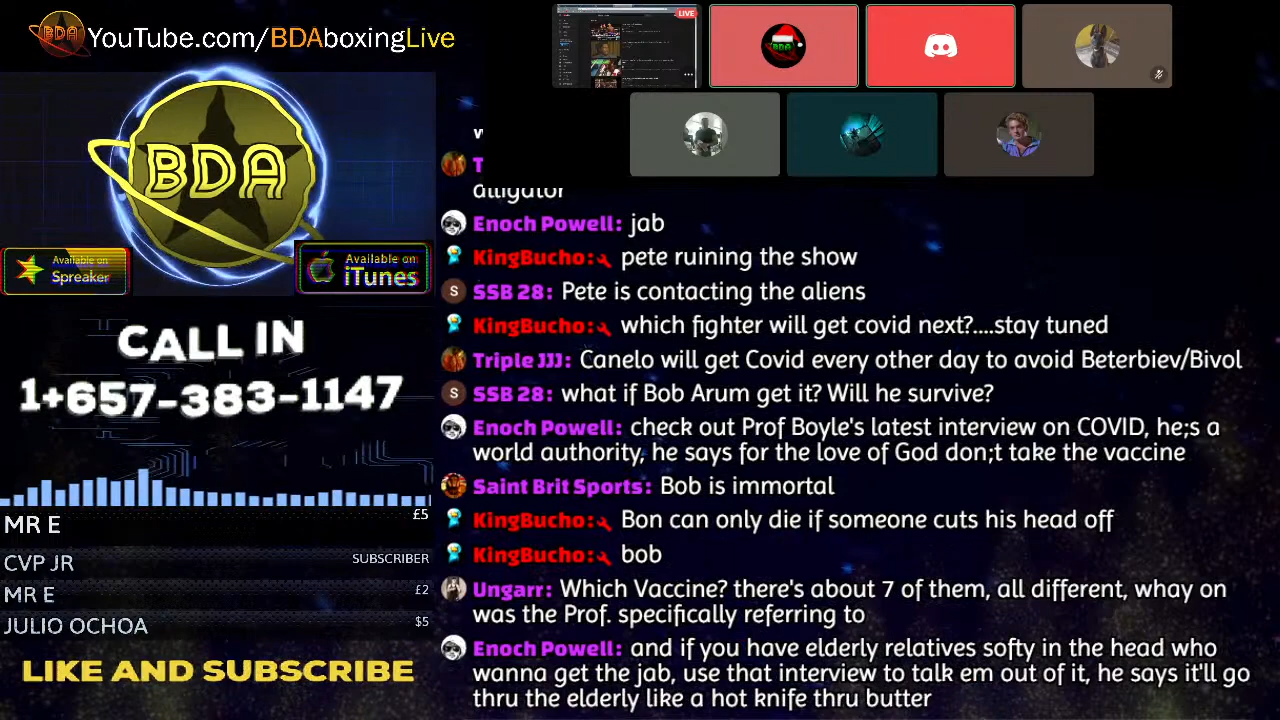 BDA
YouTube.com/BDAboxingLive
LIVE
BDA
BDA
Available on
Spreaker
Available on
iTunes
CALL IN
1+657-383-1147
MR E £5
CVP JR SUBSCRIBER
MR E £2
JULIO OCHOA $5
LIKE AND SUBSCRIBE
T
alligator
Enoch Powell: jab
KingBucho: pete ruining the show
S SSB 28: Pete is contacting the aliens
KingBucho: which fighter will get covid next?....stay tuned
Triple JJJ: Canelo will get Covid every other day to avoid Beterbiev/Bivol
S SSB 28: what if Bob Arum get it? Will he survive?
Enoch Powell: check out Prof Boyle's latest interview on COVID, he;s a
world authority, he says for the love of God don;t take the vaccine
Saint Brit Sports: Bob is immortal
KingBucho: Bon can only die if someone cuts his head off
KingBucho: bob
Ungarr: Which Vaccine? there's about 7 of them, all different, whay on
was the Prof. specifically referring to
Enoch Powell: and if you have elderly relatives softy in the head who
wanna get the jab, use that interview to talk em out of it, he says it'll go
thru the elderly like a hot knife thru butter